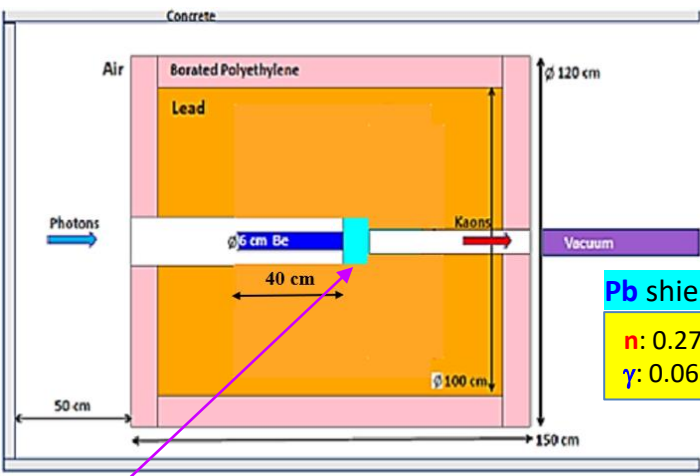 Concrete
Air
Borated Polyethylene
Ø 120 cm
Lead
Photons
Ø6 cm Be
Kaons
Vacuum
40 cm
Pb shie
n: 0.27
γ: 0.06
Ø100 cm
50 cm
150 cm